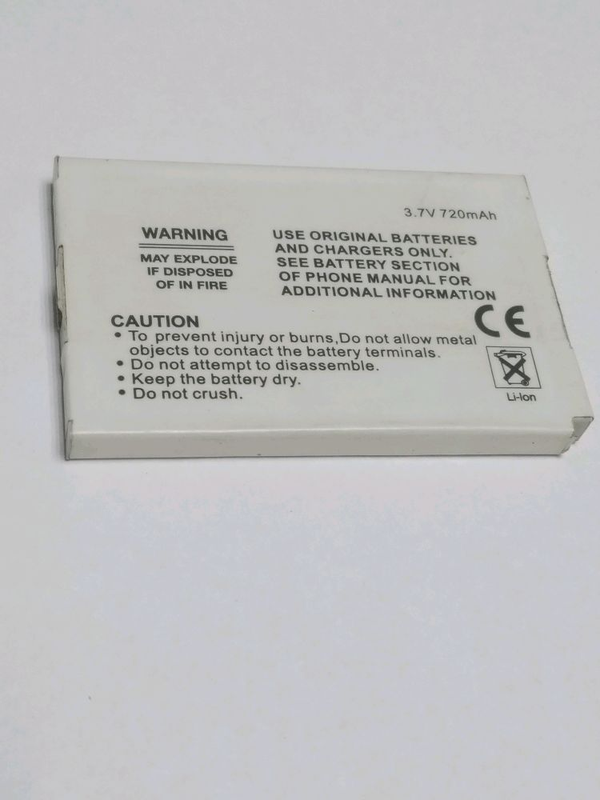 3.7V 720mAh
WARNING
MAY EXPLODE
IF DISPOSED
OF IN FIRE
USE ORIGINAL BATTERIES
AND CHARGERS ONLY.
SEE BATTERY SECTION
OF PHONE MANUAL FOR
ADDITIONAL INFORMATION
CE
CAUTION
• To prevent injury or burns,Do not allow metal
objects to contact the battery terminals.
• Do not attempt to disassemble.
• Keep the battery dry.
• Do not crush.
Li-Ion